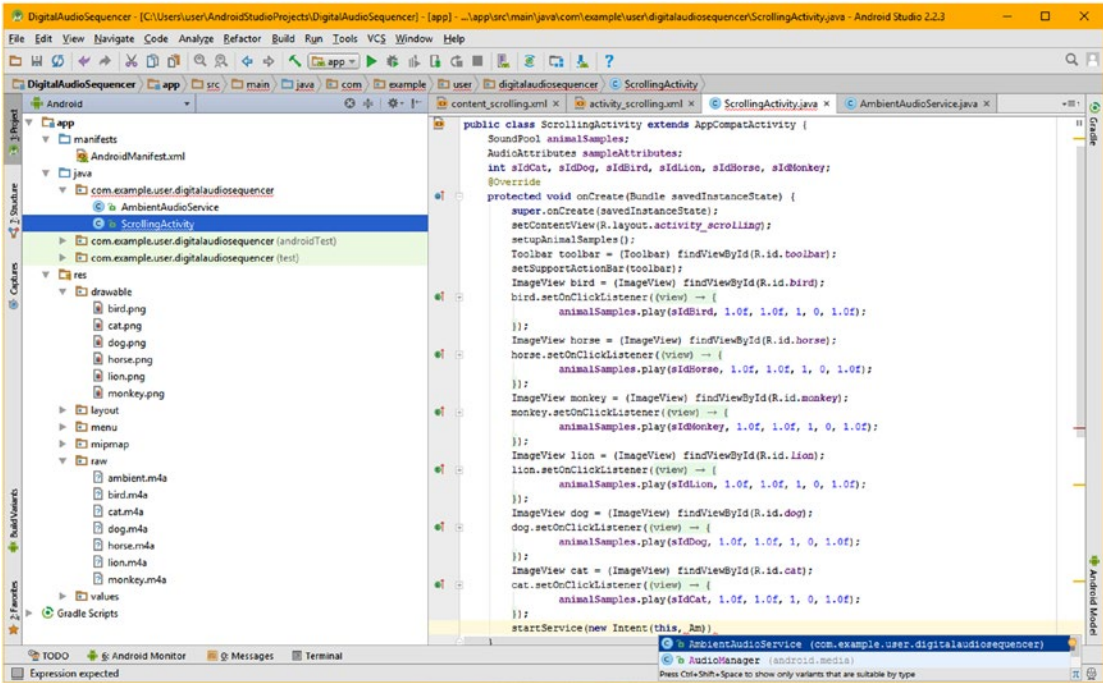 DigitalAudioSequencer - [C:\Users\user\AndroidStudioProjects\DigitalAudioSequencer] - [app] - ...\app\src\main\java\com\example\user\digitalaudiosequencer\ScrollingActivity.java - Android Studio 2.2.3
File Edit View Navigate Code Analyze Refactor Build Run Tools VCS Window Help
app
DigitalAudioSequencer app src main java com example user digitalaudiosequencer ScrollingActivity
Android
content_scrolling.xml × activity_scrolling.xml × ScrollingActivity.java × AmbientAudioService.java ×
1: Project
7: Structure
Captures
Build Variants
2: Favorites
app
manifests
AndroidManifest.xml
java
com.example.user.digitalaudiosequencer
AmbientAudioService
ScrollingActivity
com.example.user.digitalaudiosequencer (androidTest)
com.example.user.digitalaudiosequencer (test)
res
drawable
bird.png
cat.png
dog.png
horse.png
lion.png
monkey.png
layout
menu
mipmap
raw
ambient.m4a
bird.m4a
cat.m4a
dog.m4a
horse.m4a
lion.m4a
monkey.m4a
values
Gradle Scripts
public class ScrollingActivity extends AppCompatActivity {
SoundPool animalSamples;
AudioAttributes sampleAttributes;
int sIdCat, sIdDog, sIdBird, sIdLion, sIdHorse, sIdMonkey;
@Override
protected void onCreate(Bundle savedInstanceState) {
super.onCreate(savedInstanceState);
setContentView(R.layout.activity_scrolling);
setupAnimalSamples();
Toolbar toolbar = (Toolbar) findViewById(R.id.toolbar);
setSupportActionBar(toolbar);
ImageView bird = (ImageView) findViewById(R.id.bird);
bird.setOnClickListener((view) → {
animalSamples.play(sIdBird, 1.0f, 1.0f, 1, 0, 1.0f);
});
ImageView horse = (ImageView) findViewById(R.id.horse);
horse.setOnClickListener((view) → {
animalSamples.play(sIdHorse, 1.0f, 1.0f, 1, 0, 1.0f);
});
ImageView monkey = (ImageView) findViewById(R.id.monkey);
monkey.setOnClickListener((view) → {
animalSamples.play(sIdMonkey, 1.0f, 1.0f, 1, 0, 1.0f);
});
ImageView lion = (ImageView) findViewById(R.id.lion);
lion.setOnClickListener((view) → {
animalSamples.play(sIdLion, 1.0f, 1.0f, 1, 0, 1.0f);
});
ImageView dog = (ImageView) findViewById(R.id.dog);
dog.setOnClickListener((view) → {
animalSamples.play(sIdDog, 1.0f, 1.0f, 1, 0, 1.0f);
});
ImageView cat = (ImageView) findViewById(R.id.cat);
cat.setOnClickListener((view) → {
animalSamples.play(sIdCat, 1.0f, 1.0f, 1, 0, 1.0f);
});
startService(new Intent(this, Am))
}
AmbientAudioService (com.example.user.digitalaudiosequencer)
AudioManager (android.media)
Press Ctrl+Shift+Space to show only variants that are suitable by type
Gradle
Android Model
TODO 6: Android Monitor 0: Messages Terminal
Expression expected